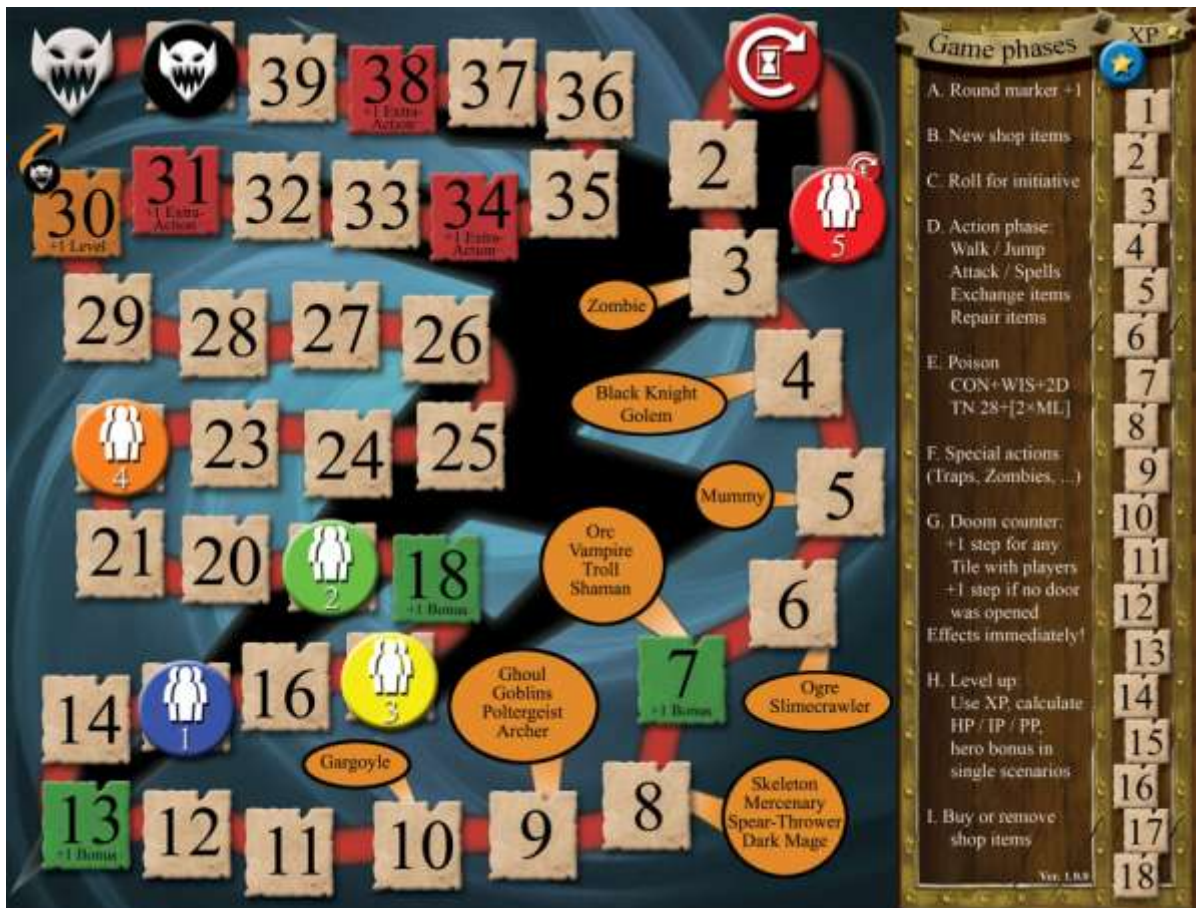 39
38
+1 Extra-
Action
37
36
2
30
+1 Level
31
+1 Extra-
Action
32
33
34
+1 Extra-
Action
35
5
3
Zombie
29
28
27
26
4
Black Knight
Golem
4
23
24
25
5
Mummy
21
20
2
18
+1 Bonus
Orc
Vampire
Troll
Shaman
6
Ogre
Slimecrawler
14
1
16
3
Ghoul
Goblins
Poltergeist
Archer
7
+1 Bonus
Gargoyle
13
+1 Bonus
12
11
10
9
8
Skeleton
Mercenary
Spear-Thrower
Dark Mage
Game phases
A. Round marker +1
B. New shop items
C. Roll for initiative
D. Action phase:
Walk / Jump
Attack / Spells
Exchange items
Repair items
E. Poison
CON+WIS+2D
TN 28+[2×ML]
F. Special actions
(Traps, Zombies, ...)
G. Doom counter:
+1 step for any
Tile with players
+1 step if no door
was opened
Effects immediately!
H. Level up:
Use XP, calculate
HP / IP / PP,
hero bonus in
single scenarios
I. Buy or remove
shop items
Ver. 1.0.0
XP
1
2
3
4
5
6
7
8
9
10
11
12
13
14
15
16
17
18